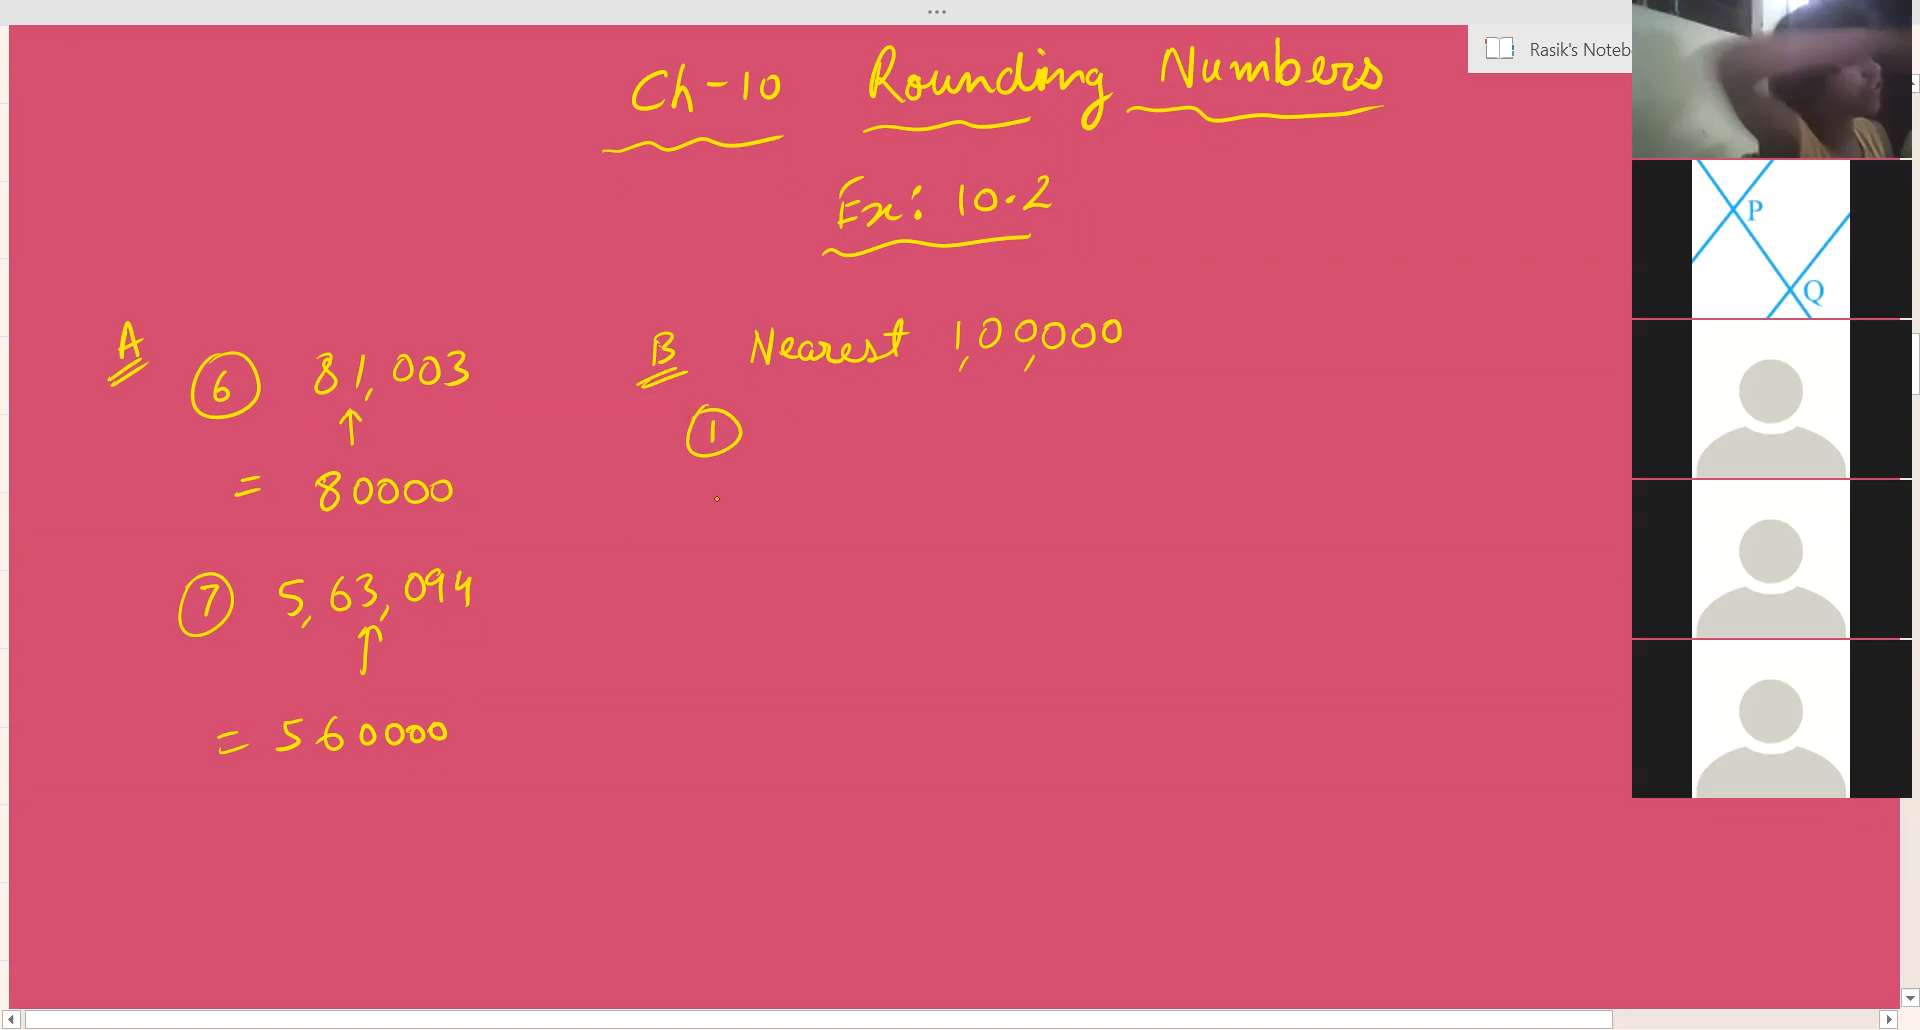 Ch-10 Rounding Numbers
Rasik's Noteb
Ex: 10.2
A
6 81,003
↑
= 80000
7 5,63,094
↑
= 560000
B Nearest 1,00,000
1
P
Q